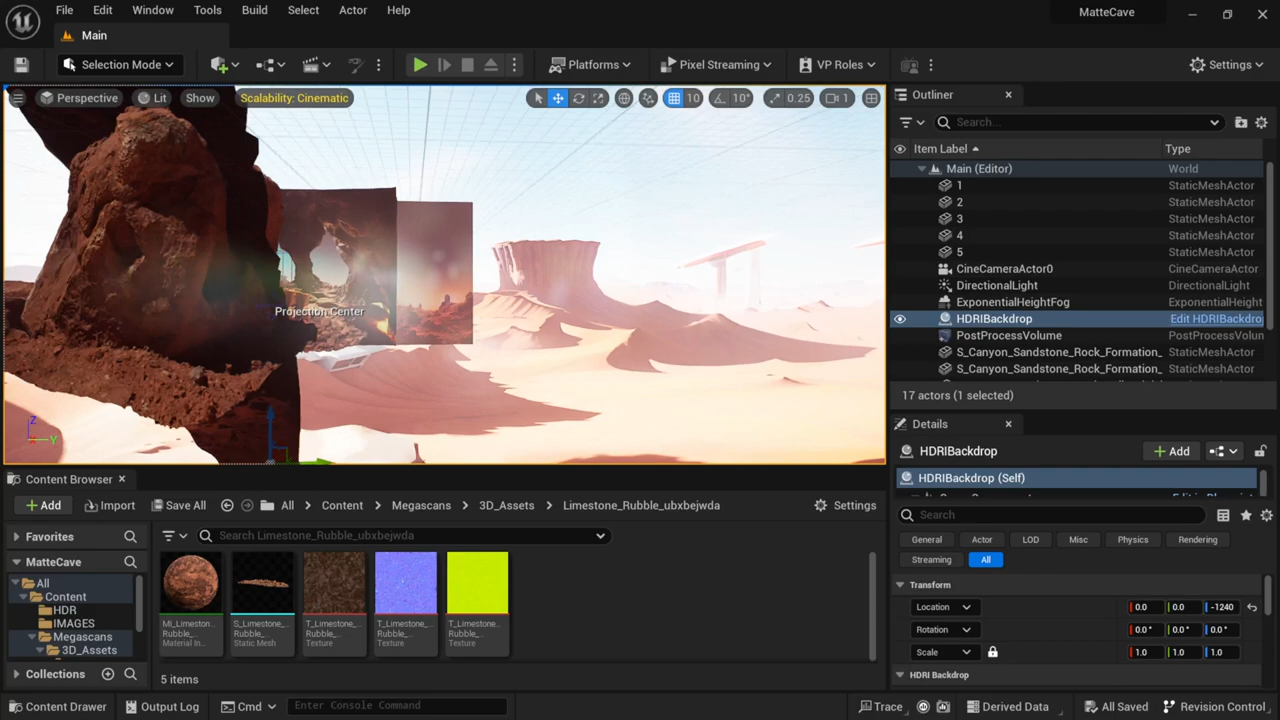 File Edit Window Tools Build Select Actor Help
MatteCave
Main
Selection Mode
Platforms
Pixel Streaming
VP Roles
Settings
Perspective
Lit
Show
Scalability: Cinematic
10
10°
0.25
1
Projection Center
Z
Y
Outliner
Search...
Item Label
Type
Main (Editor) World
1 StaticMeshActor
2 StaticMeshActor
3 StaticMeshActor
4 StaticMeshActor
5 StaticMeshActor
CineCameraActor0 CineCameraActor
DirectionalLight DirectionalLight
ExponentialHeightFog ExponentialHeight
HDRIBackdrop Edit HDRIBackdro
PostProcessVolume PostProcessVolun
S_Canyon_Sandstone_Rock_Formation_ StaticMeshActor
S_Canyon_Sandstone_Rock_Formation_ StaticMeshActor
17 actors (1 selected)
Details
HDRIBackdrop
Add
HDRIBackdrop (Self)
Search
General Actor LOD Misc Physics Rendering
Streaming All
Transform
Location 0.0 0.0 -1240
Rotation 0.0° 0.0° 0.0°
Scale 1.0 1.0 1.0
HDRI Backdrop
Content Browser
Add Import Save All All Content Megascans 3D_Assets Limestone_Rubble_ubxbejwda Settings
Favorites
MatteCave
All
Content
HDR
IMAGES
Megascans
3D_Assets
Collections
Search Limestone_Rubble_ubxbejwda
MI_Limeston_
Rubble_...
Material In...
S_Limestone_
Rubble_...
Static Mesh
T_Limestone_
Rubble_...
Texture
T_Limestone_
Rubble_...
Texture
T_Limestone_
Rubble_...
Texture
5 items
Content Drawer Output Log Cmd Enter Console Command Trace Derived Data All Saved Revision Control